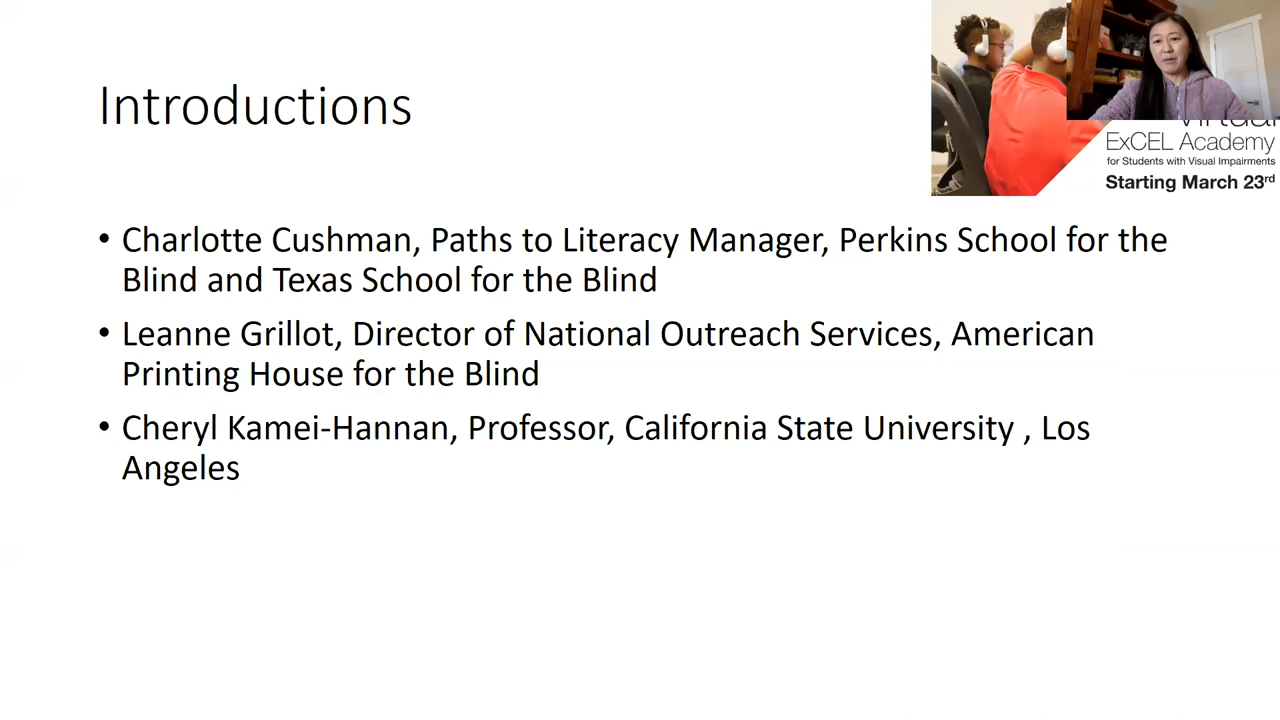 Introductions
ExCEL Academy
for Students with Visual Impairments
Starting March 23rd
• Charlotte Cushman, Paths to Literacy Manager, Perkins School for the
Blind and Texas School for the Blind
• Leanne Grillot, Director of National Outreach Services, American
Printing House for the Blind
• Cheryl Kamei-Hannan, Professor, California State University , Los
Angeles